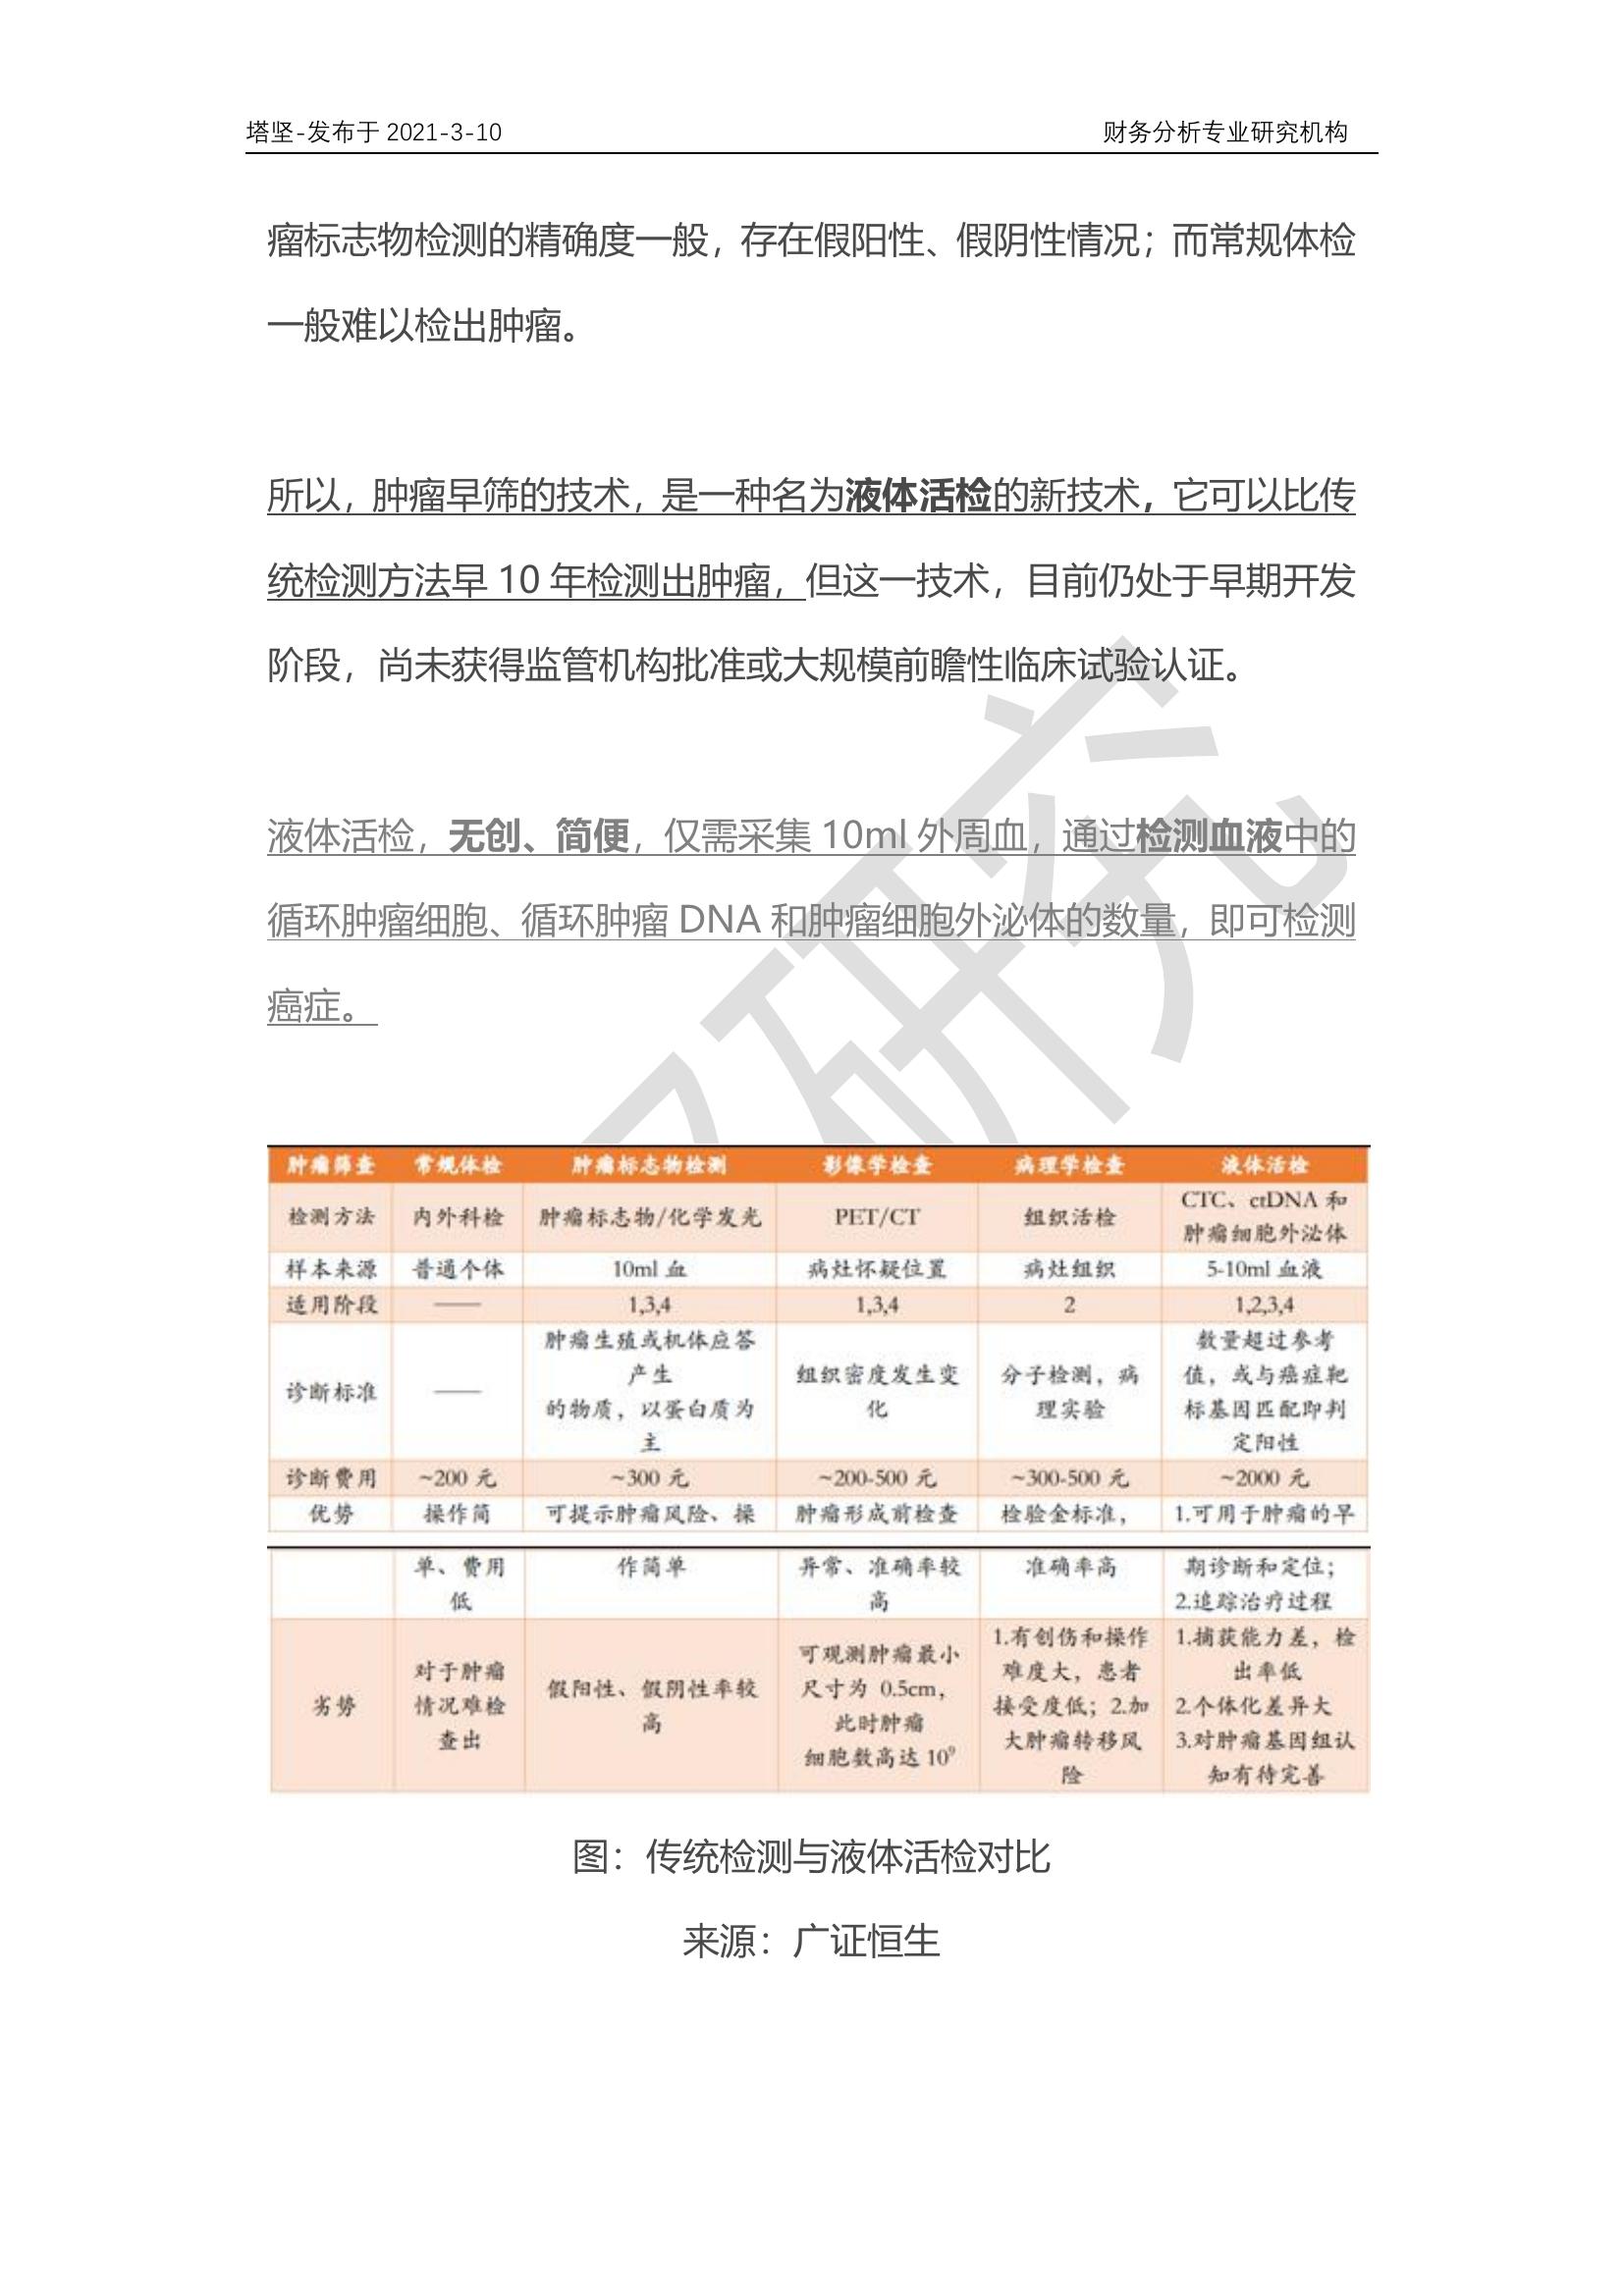 塔坚-发布于 2021-3-10 财务分析专业研究机构
瘤标志物检测的精确度一般，存在假阳性、假阴性情况；而常规体检
一般难以检出肿瘤。
所以，肿瘤早筛的技术，是一种名为液体活检的新技术，它可以比传
统检测方法早 10 年检测出肿瘤，但这一技术，目前仍处于早期开发
阶段，尚未获得监管机构批准或大规模前瞻性临床试验认证。
液体活检，无创、简便，仅需采集 10ml 外周血，通过检测血液中的
循环肿瘤细胞、循环肿瘤 DNA 和肿瘤细胞外泌体的数量，即可检测
癌症。
研究
肿瘤筛查 常规体检 肿瘤标志物检测 影像学检查 病理学检查 液体活检
检测方法 内外科检 肿瘤标志物/化学发光 PET/CT 组织活检 CTC、ctDNA 和
肿瘤细胞外泌体
样本来源 普通个体 10ml 血 病灶怀疑位置 病灶组织 5-10ml 血液
适用阶段 —— 1,3,4 1,3,4 2 1,2,3,4
诊断标准 —— 肿瘤生殖或机体应答
产生
的物质，以蛋白质为
主
组织密度发生变
化
分子检测，病
理实验
数量超过参考
值，或与癌症靶
标基因匹配即判
定阳性
诊断费用 ~200 元 ~300 元 ~200-500 元 ~300-500 元 ~2000 元
优势 操作简 可提示肿瘤风险、操 肿瘤形成前检查 检验金标准， 1.可用于肿瘤的早
单、费用
低
作简单
异常、准确率较
高
准确率高
期诊断和定位；
2.追踪治疗过程
劣势
对于肿瘤
情况难检
查出
假阳性、假阴性率较
高
可观测肿瘤最小
尺寸为 0.5cm，
此时肿瘤
细胞数高达 10⁹
1.有创伤和操作
难度大，患者
接受度低；2.加
大肿瘤转移风
险
1.捕获能力差，检
出率低
2.个体化差异大
3.对肿瘤基因组认
知有待完善
图：传统检测与液体活检对比
来源：广证恒生